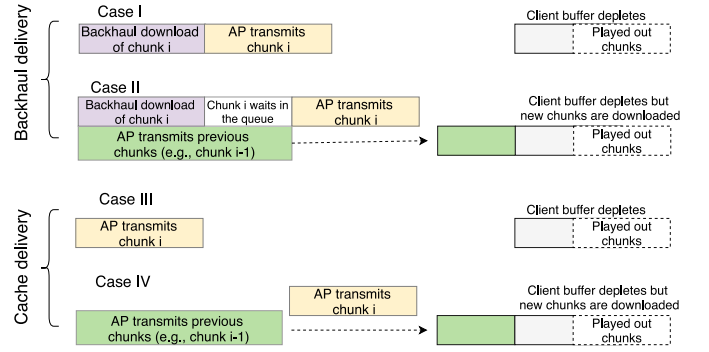 Case I
Backhaul download
of chunk i
AP transmits
chunk i
Client buffer depletes
Played out
chunks
Backhaul delivery
Case II
Backhaul download
of chunk i
Chunk i waits in
the queue
AP transmits
chunk i
AP transmits previous
chunks (e.g., chunk i-1)
Client buffer depletes but
new chunks are downloaded
Played out
chunks
Cache delivery
Case III
AP transmits
chunk i
Client buffer depletes
Played out
chunks
Case IV
AP transmits
chunk i
AP transmits previous
chunks (e.g., chunk i-1)
Client buffer depletes but
new chunks are downloaded
Played out
chunks